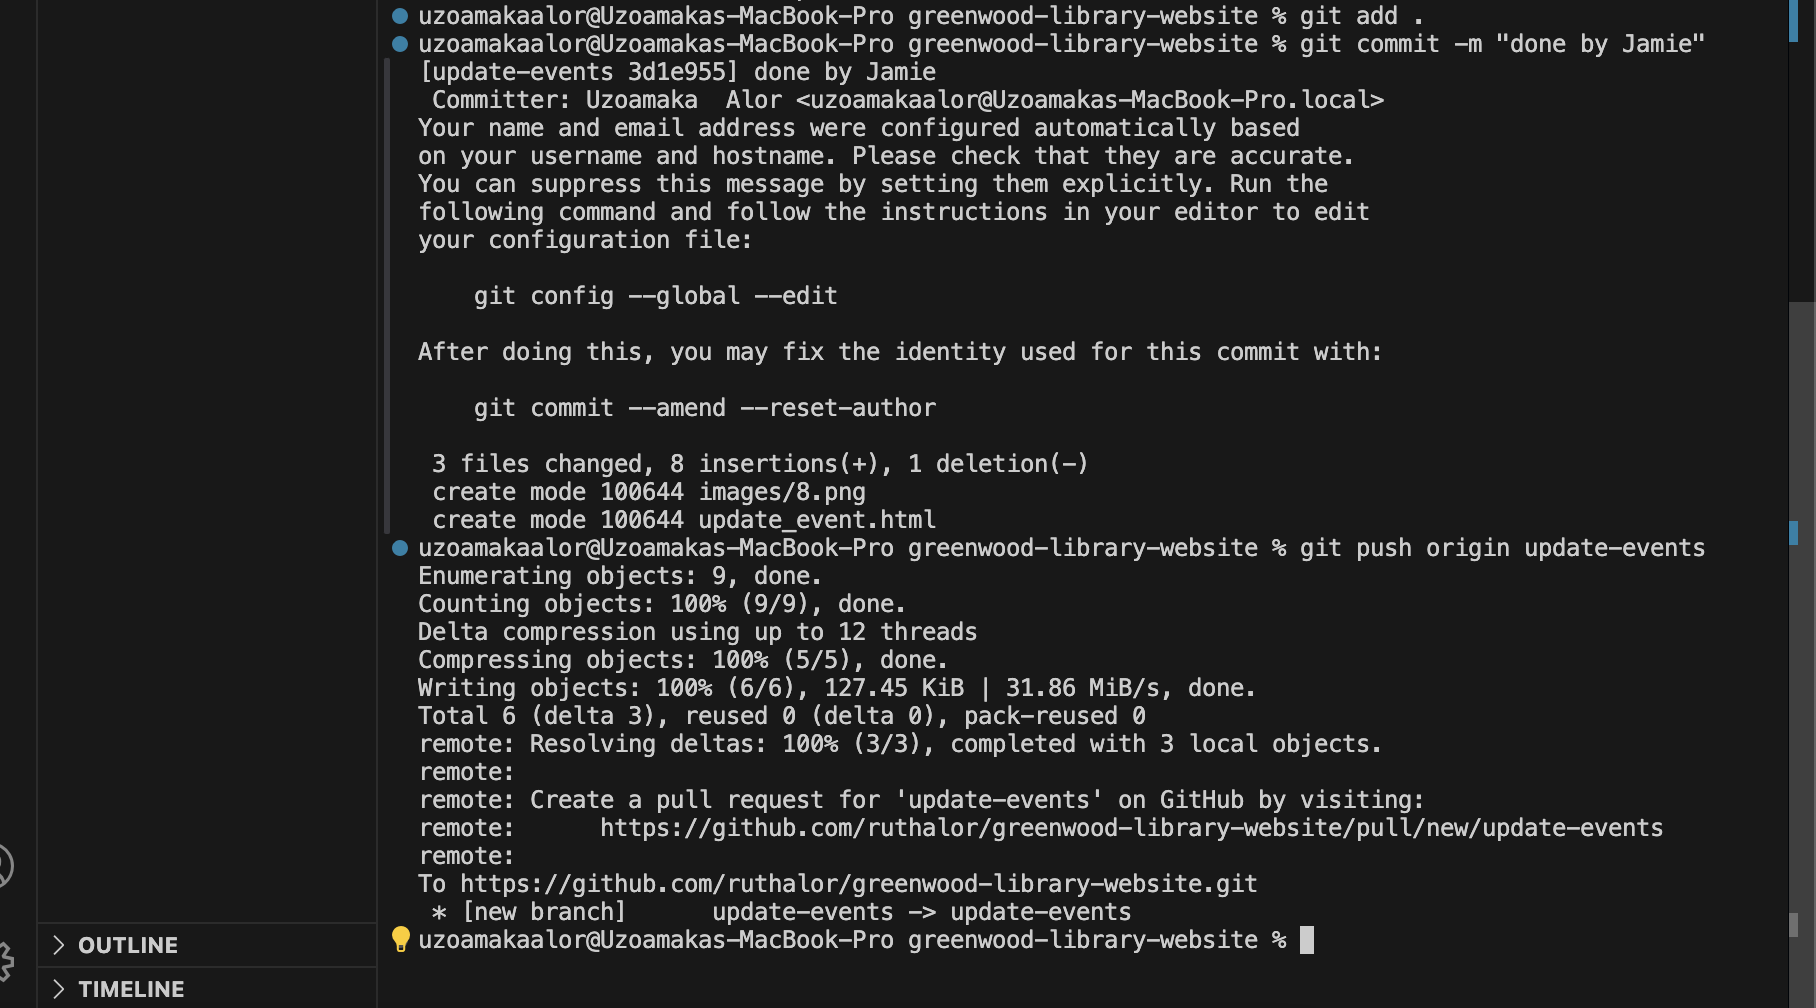 uzoamakaalor@Uzoamakas-MacBook-Pro greenwood-library-website % git add .
uzoamakaalor@Uzoamakas-MacBook-Pro greenwood-library-website % git commit -m "done by Jamie"
[update-events 3d1e955] done by Jamie
 Committer: Uzoamaka  Alor <uzoamakaalor@Uzoamakas-MacBook-Pro.local>
Your name and email address were configured automatically based
on your username and hostname. Please check that they are accurate.
You can suppress this message by setting them explicitly. Run the
following command and follow the instructions in your editor to edit
your configuration file:

    git config --global --edit

After doing this, you may fix the identity used for this commit with:

    git commit --amend --reset-author

 3 files changed, 8 insertions(+), 1 deletion(-)
 create mode 100644 images/8.png
 create mode 100644 update_event.html
uzoamakaalor@Uzoamakas-MacBook-Pro greenwood-library-website % git push origin update-events
Enumerating objects: 9, done.
Counting objects: 100% (9/9), done.
Delta compression using up to 12 threads
Compressing objects: 100% (5/5), done.
Writing objects: 100% (6/6), 127.45 KiB | 31.86 MiB/s, done.
Total 6 (delta 3), reused 0 (delta 0), pack-reused 0
remote: Resolving deltas: 100% (3/3), completed with 3 local objects.
remote:
remote: Create a pull request for 'update-events' on GitHub by visiting:
remote:      https://github.com/ruthalor/greenwood-library-website/pull/new/update-events
remote:
To https://github.com/ruthalor/greenwood-library-website.git
 * [new branch]      update-events -> update-events
uzoamakaalor@Uzoamakas-MacBook-Pro greenwood-library-website %
OUTLINE
TIMELINE